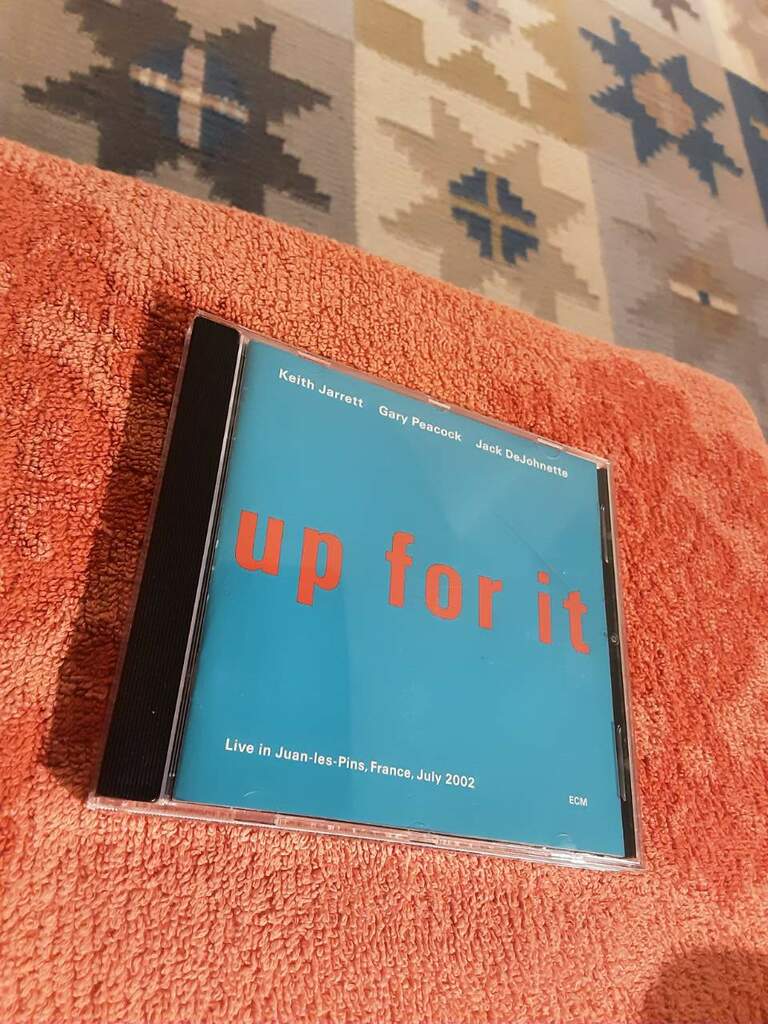 Keith Jarrett Gary Peacock Jack DeJohnette
up for it
Live in Juan-les-Pins, France, July 2002
ECM